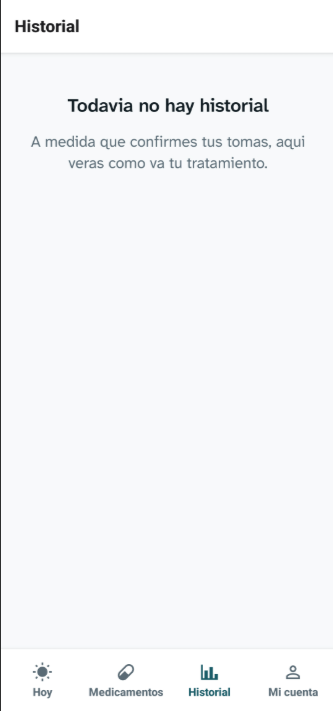 Historial
Todavia no hay historial
A medida que confirmes tus tomas, aqui
veras como va tu tratamiento.
Hoy
Medicamentos
Historial
Mi cuenta